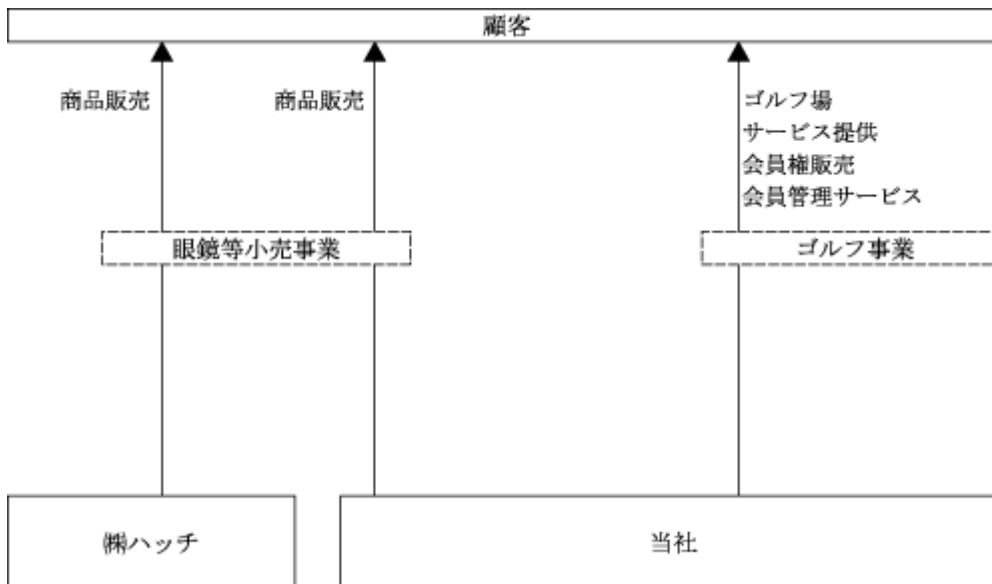 顧客
商品販売
商品販売
ゴルフ場
サービス提供
会員権販売
会員管理サービス
眼鏡等小売事業
ゴルフ事業
㈱ハッチ
当社